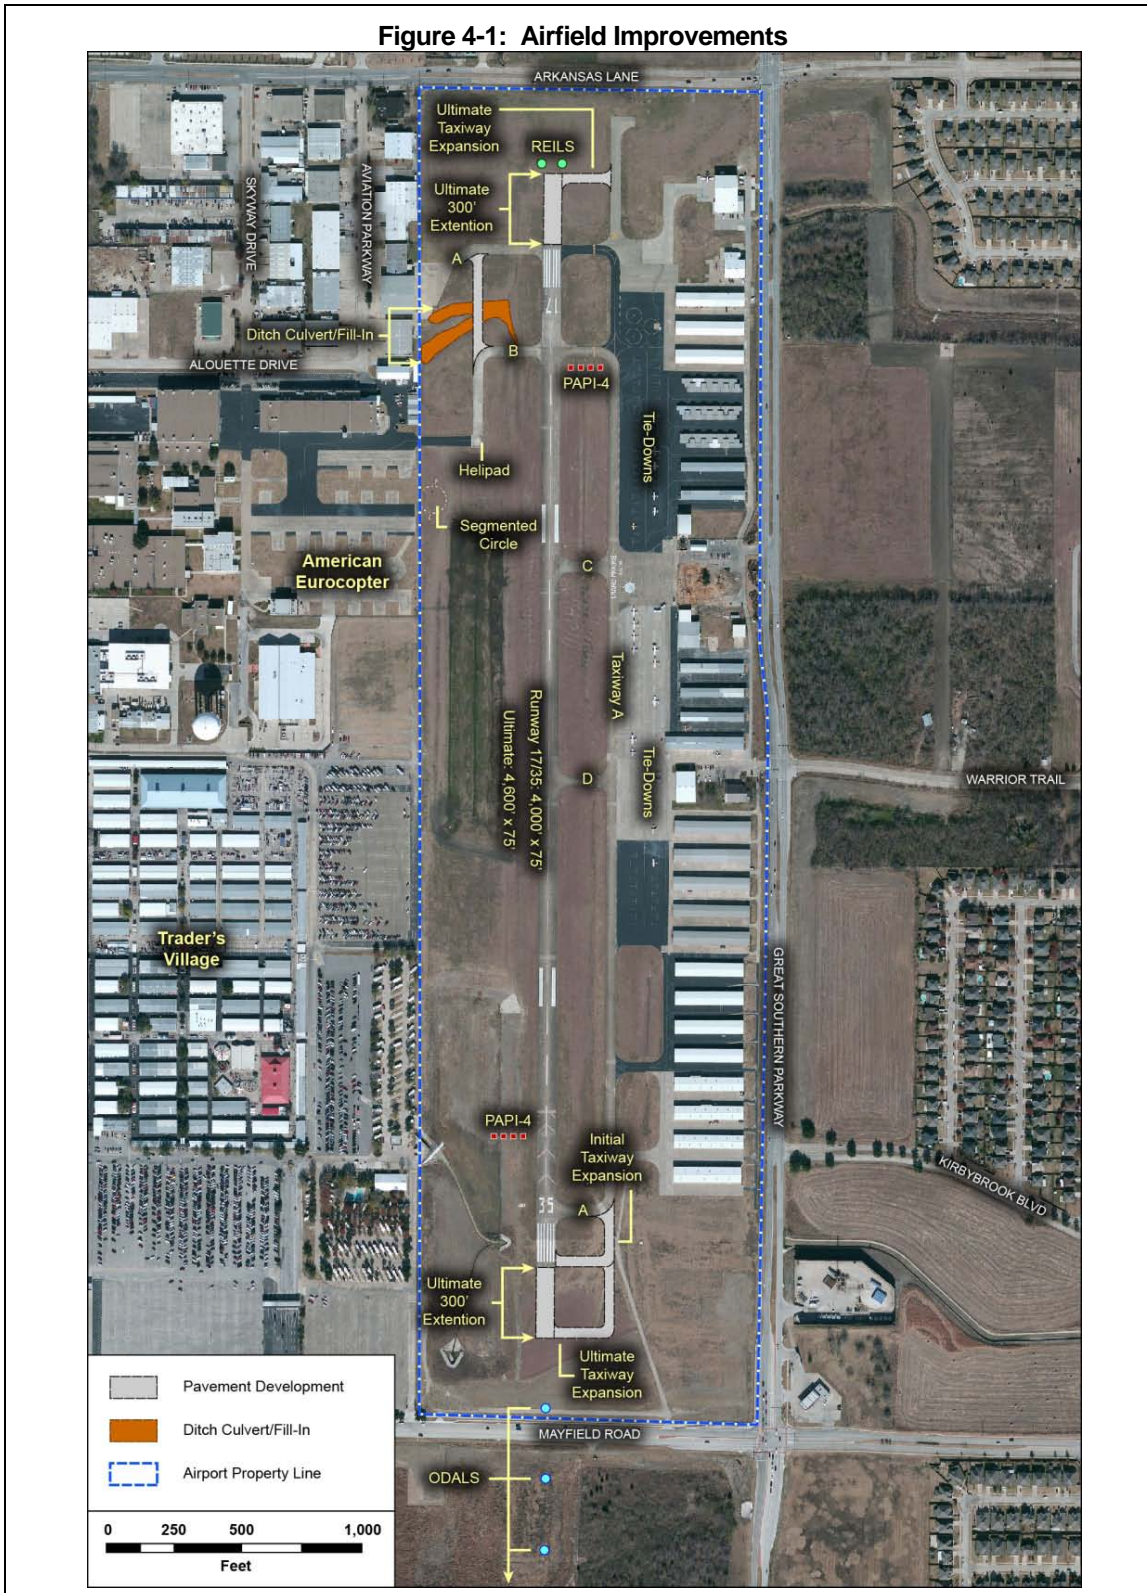 Figure 4-1: Airfield Improvements
ARKANSAS LANE
Ultimate
Taxiway
Expansion
REILS
SKYWAY DRIVE
AVIATION PARKWAY
Ultimate
300'
Extention
A
17
Ditch Culvert/Fill-In
B
ALOUETTE DRIVE
PAPI-4
Tie-Downs
Helipad
Segmented
Circle
American
Eurocopter
C
Taxiway A
Runway 17/35: 4,000' x 75'
Ultimate: 4,600' x 75'
D
Tie-Downs
WARRIOR TRAIL
Trader's
Village
GREAT SOUTHERN PARKWAY
PAPI-4
Initial
Taxiway
Expansion
KIRBYBROOK BLVD
35
A
Ultimate
300'
Extention
Ultimate
Taxiway
Expansion
MAYFIELD ROAD
ODALS
Pavement Development
Ditch Culvert/Fill-In
Airport Property Line
0 250 500 1,000
Feet